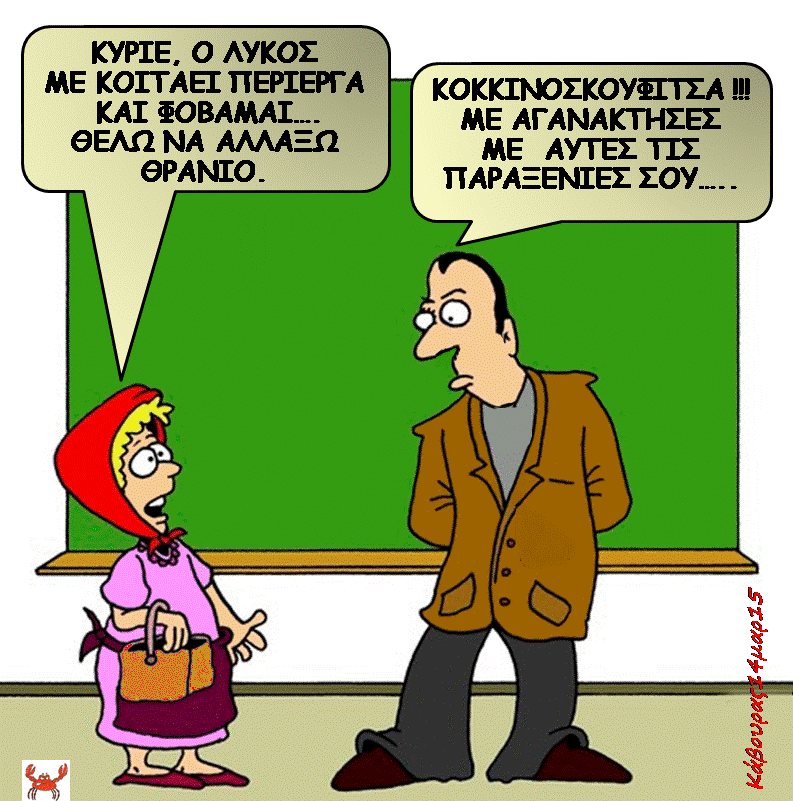 ΚΥΡΙΕ, Ο ΛΥΚΟΣ
ΜΕ ΚΟΙΤΑΕΙ ΠΕΡΙΕΡΓΑ
ΚΑΙ ΦΟΒΑΜΑΙ....
ΘΕΛΩ ΝΑ ΑΛΛΑΞΩ
ΘΡΑΝΙΟ.
ΚΟΚΚΙΝΟΣΚΟΥΦΙΤΣΑ !!!
ΜΕ ΑΓΑΝΑΚΤΗΣΕΣ
ΜΕ ΑΥΤΕΣ ΤΙΣ
ΠΑΡΑΞΕΝΙΕΣ ΣΟΥ.....
Κάβουρας14μαρ15